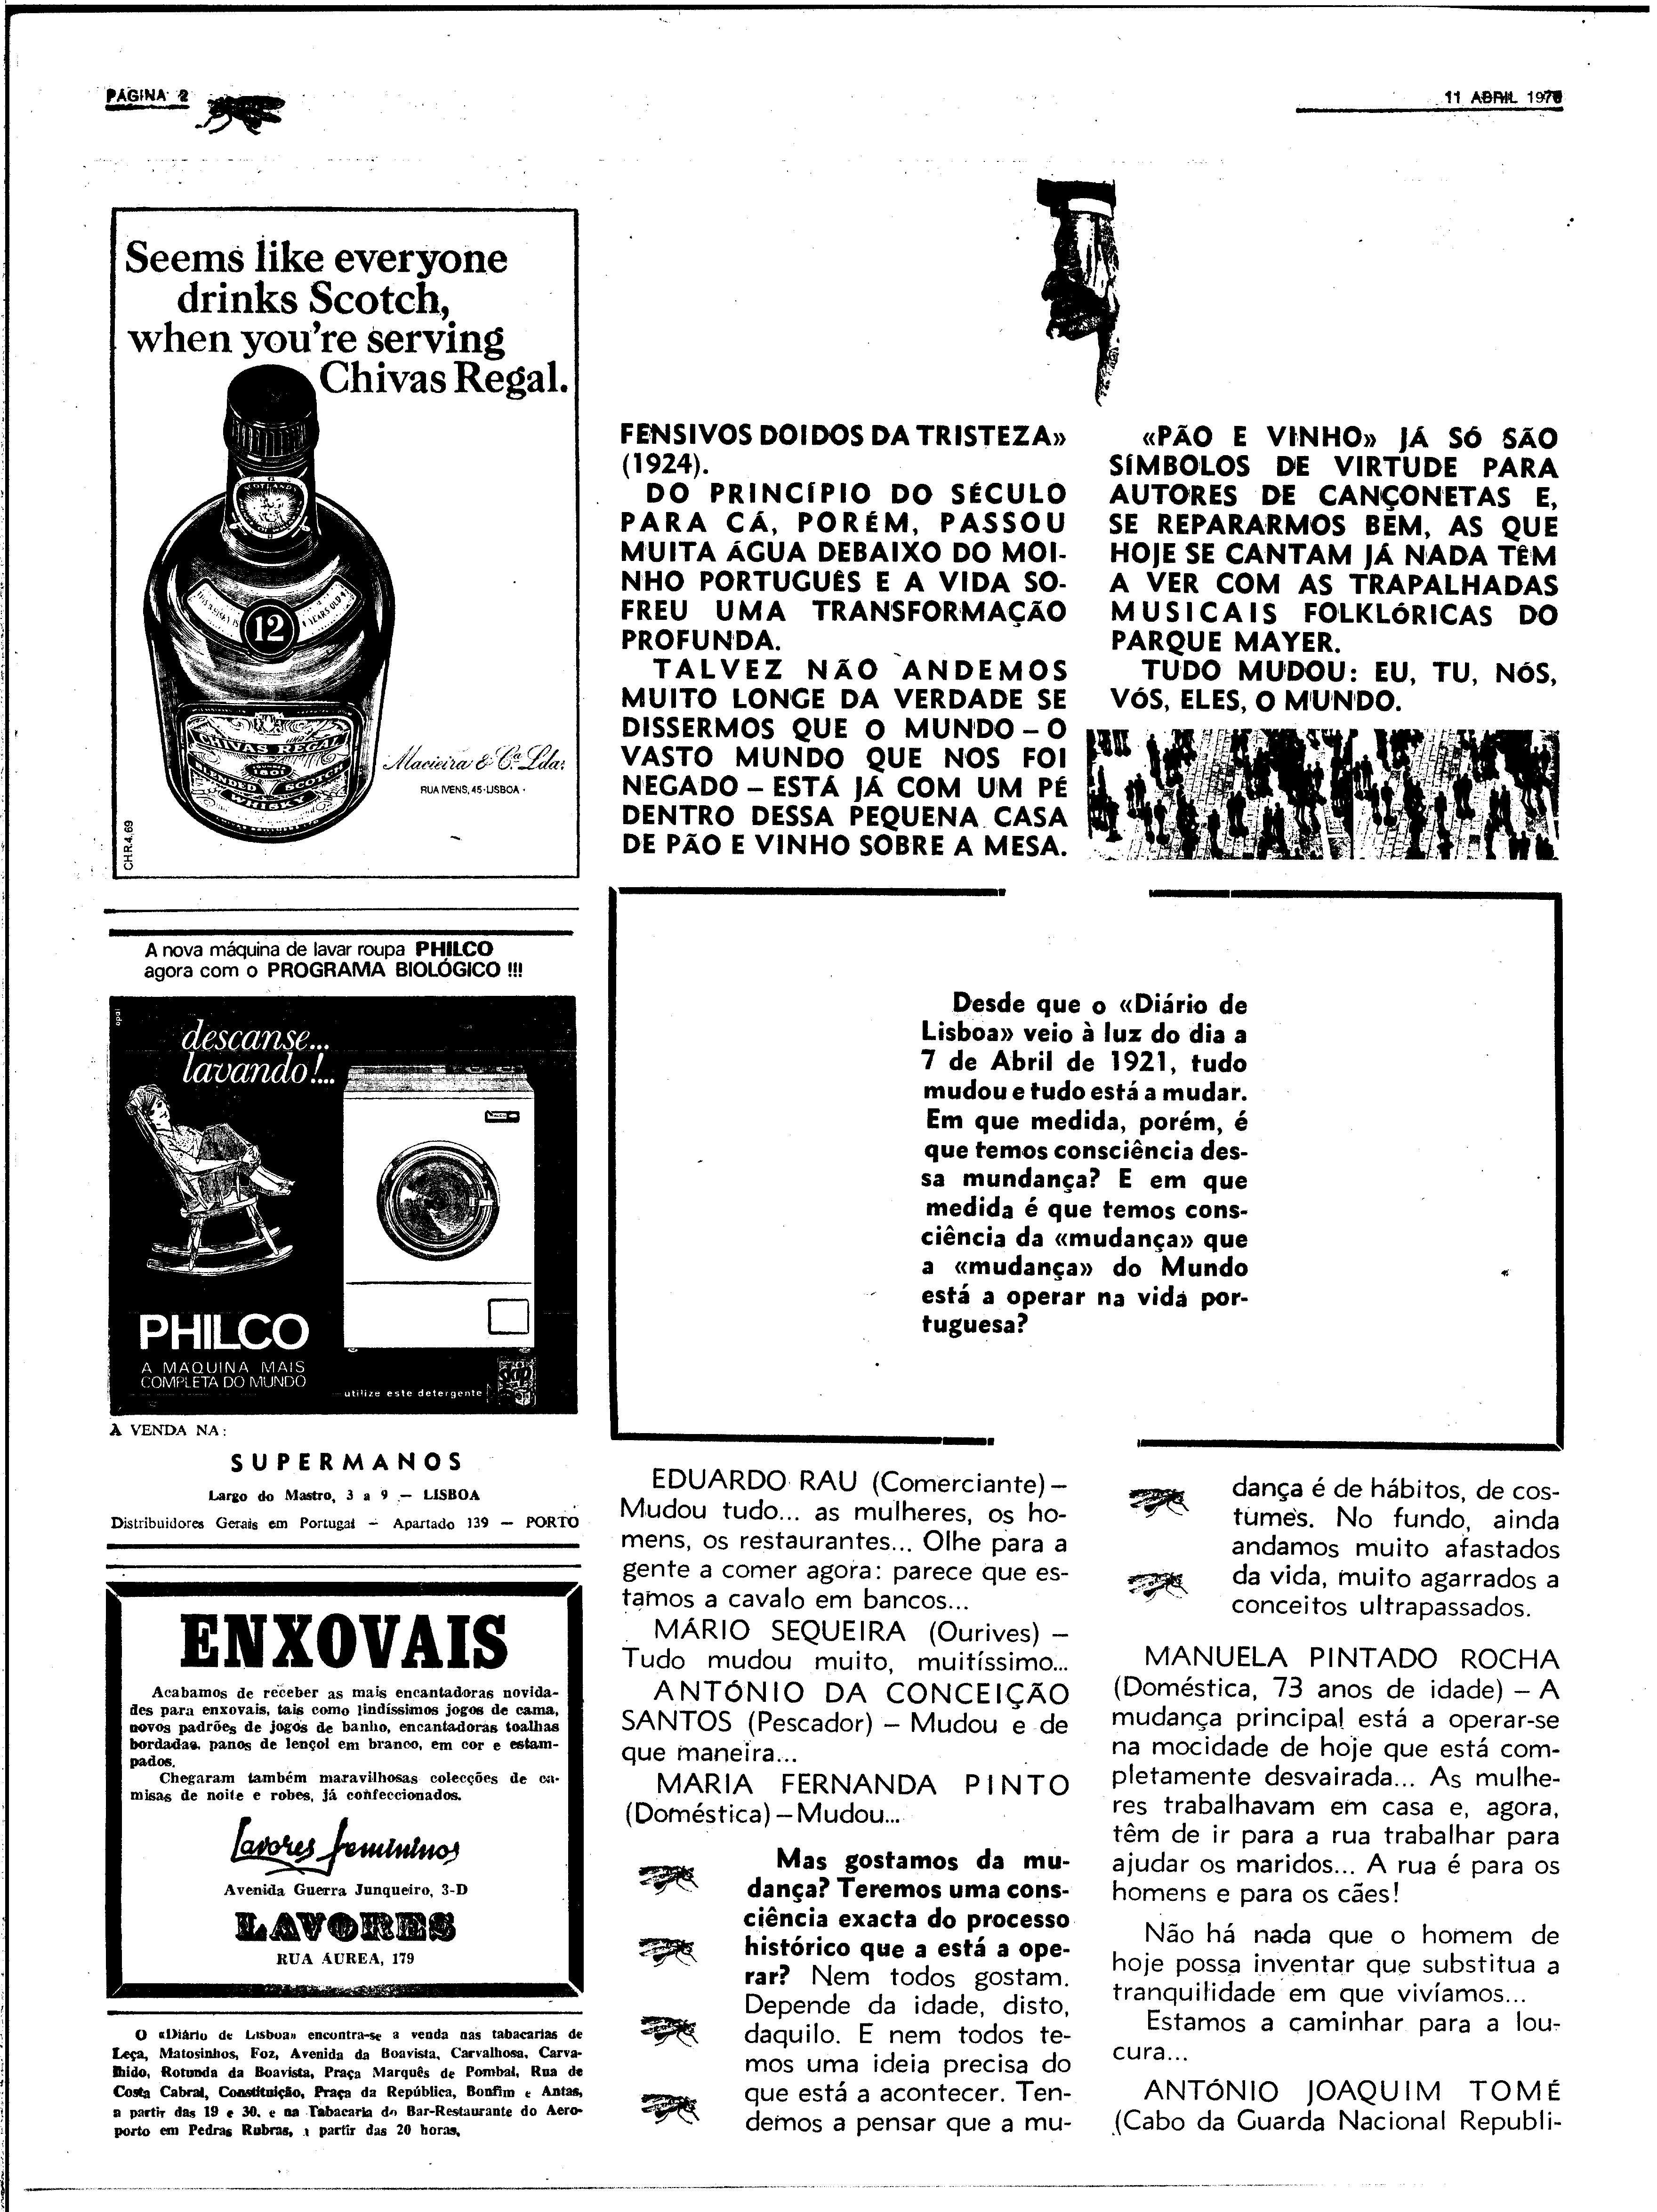 PÁGINA 2
11 ABRIL 1970
Seems like everyone
drinks Scotch,
when you're serving
Chivas Regal.
12
CHIVAS REGAL
BLENDED SCOTCH
WHISKY
Macieira & C.ª Lda.
RUA IVENS, 45-LISBOA
CH.R.4.69
A nova máquina de lavar roupa PHILCO
agora com o PROGRAMA BIOLÓGICO !!!
descanse...
lavando!...
PHILCO
A MAQUINA MAIS
COMPLETA DO MUNDO
utilize este detergente
skip
À VENDA NA:
SUPERMANOS
Largo do Mastro, 3 a 9 — LISBOA
Distribuidores Gerais em Portugal — Apartado 139 — PORTO
ENXOVAIS
Acabamos de receber as mais encantadoras novida-
des para enxovais, tais como lindíssimos jogos de cama,
novos padrões de jogos de banho, encantadoras toalhas
bordadas, panos de lençol em branco, em cor e estam-
pados.
Chegaram também maravilhosas colecções de ca-
misas de noite e robes, já confeccionados.
Lavores femininos
Avenida Guerra Junqueiro, 3-D
LAVORES
RUA ÁUREA, 179
O «Diário de Lisboa» encontra-se a venda nas tabacarias de
Leça, Matosinhos, Foz, Avenida da Boavista, Carvalhosa, Carva-
lhido, Rotunda da Boavista, Praça Marquês de Pombal, Rua de
Costa Cabral, Constituição, Praça da República, Bonfim e Antas,
a partir das 19 e 30, e na Tabacaria do Bar-Restaurante do Aero-
porto em Pedras Rubras, a partir das 20 horas.
FENSIVOS DOIDOS DA TRISTEZA»
(1924).
DO PRINCÍPIO DO SÉCULO
PARA CÁ, PORÉM, PASSOU
MUITA ÁGUA DEBAIXO DO MOI-
NHO PORTUGUÊS E A VIDA SO-
FREU UMA TRANSFORMAÇÃO
PROFUNDA.
TALVEZ NÃO ANDEMOS
MUITO LONGE DA VERDADE SE
DISSERMOS QUE O MUNDO – O
VASTO MUNDO QUE NOS FOI
NEGADO – ESTÁ JÁ COM UM PÉ
DENTRO DESSA PEQUENA CASA
DE PÃO E VINHO SOBRE A MESA.
«PÃO E VINHO» JÁ SÓ SÃO
SÍMBOLOS DE VIRTUDE PARA
AUTORES DE CANÇONETAS E,
SE REPARARMOS BEM, AS QUE
HOJE SE CANTAM JÁ NADA TÊM
A VER COM AS TRAPALHADAS
MUSICAIS FOLKLÓRICAS DO
PARQUE MAYER.
TUDO MUDOU: EU, TU, NÓS,
VÓS, ELES, O MUNDO.
Desde que o «Diário de
Lisboa» veio à luz do dia a
7 de Abril de 1921, tudo
mudou e tudo está a mudar.
Em que medida, porém, é
que temos consciência des-
sa mundança? E em que
medida é que temos cons-
ciência da «mudança» que
a «mudança» do Mundo
está a operar na vida por-
tuguesa?
EDUARDO RAU (Comerciante) –
Mudou tudo... as mulheres, os ho-
mens, os restaurantes... Olhe para a
gente a comer agora: parece que es-
tamos a cavalo em bancos...
MÁRIO SEQUEIRA (Ourives) –
Tudo mudou muito, muitíssimo...
ANTÓNIO DA CONCEIÇÃO
SANTOS (Pescador) – Mudou e de
que maneira...
MARIA FERNANDA PINTO
(Doméstica) – Mudou...
Mas gostamos da mu-
dança? Teremos uma cons-
ciência exacta do processo
histórico que a está a ope-
rar? Nem todos gostam.
Depende da idade, disto,
daquilo. E nem todos te-
mos uma ideia precisa do
que está a acontecer. Ten-
demos a pensar que a mu-
dança é de hábitos, de cos-
tumes. No fundo, ainda
andamos muito afastados
da vida, muito agarrados a
conceitos ultrapassados.
MANUELA PINTADO ROCHA
(Doméstica, 73 anos de idade) – A
mudança principal está a operar-se
na mocidade de hoje que está com-
pletamente desvairada... As mulhe-
res trabalhavam em casa e, agora,
têm de ir para a rua trabalhar para
ajudar os maridos... A rua é para os
homens e para os cães!
Não há nada que o homem de
hoje possa inventar que substitua a
tranquilidade em que vivíamos...
Estamos a caminhar para a lou-
cura...
ANTÓNIO JOAQUIM TOMÉ
(Cabo da Guarda Nacional Republi-